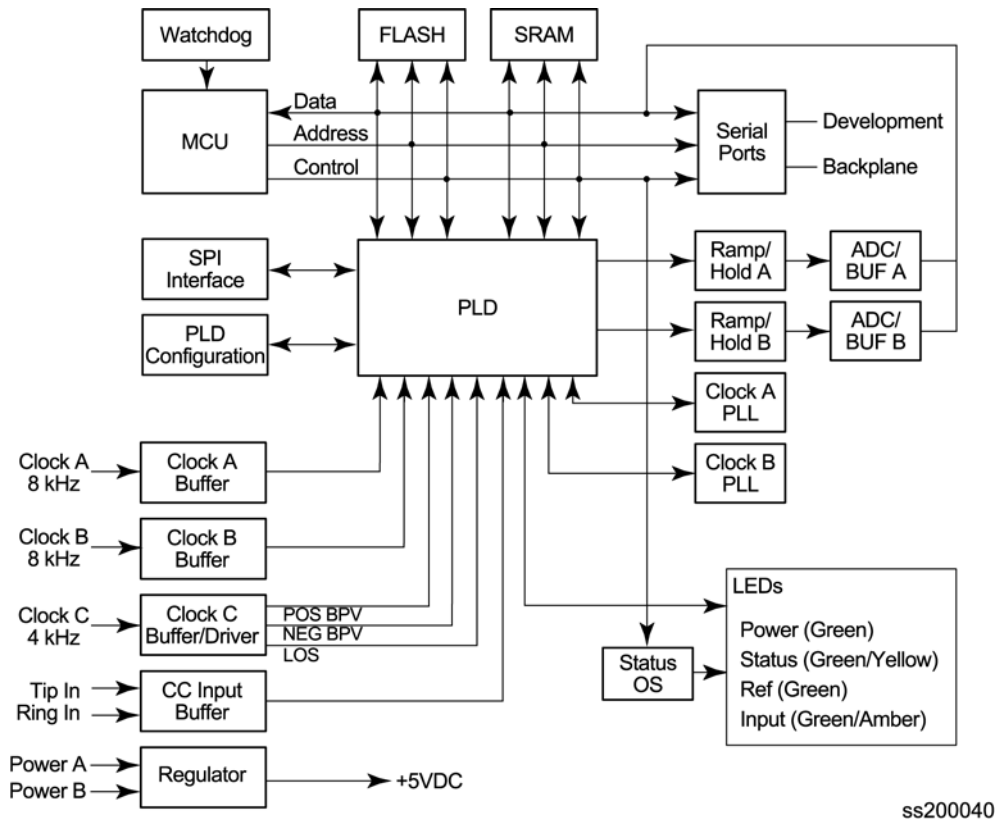 Watchdog
FLASH
SRAM
MCU
Data
Address
Control
Serial
Ports
Development
Backplane
SPI
Interface
PLD
Configuration
PLD
Ramp/
Hold A
ADC/
BUF A
Ramp/
Hold B
ADC/
BUF B
Clock A
PLL
Clock B
PLL
Clock A
8 kHz
Clock A
Buffer
Clock B
8 kHz
Clock B
Buffer
Clock C
4 kHz
Clock C
Buffer/Driver
POS BPV
NEG BPV
LOS
Tip In
Ring In
CC Input
Buffer
Power A
Power B
Regulator
+5VDC
Status
OS
LEDs
Power (Green)
Status (Green/Yellow)
Ref (Green)
Input (Green/Amber)
ss200040